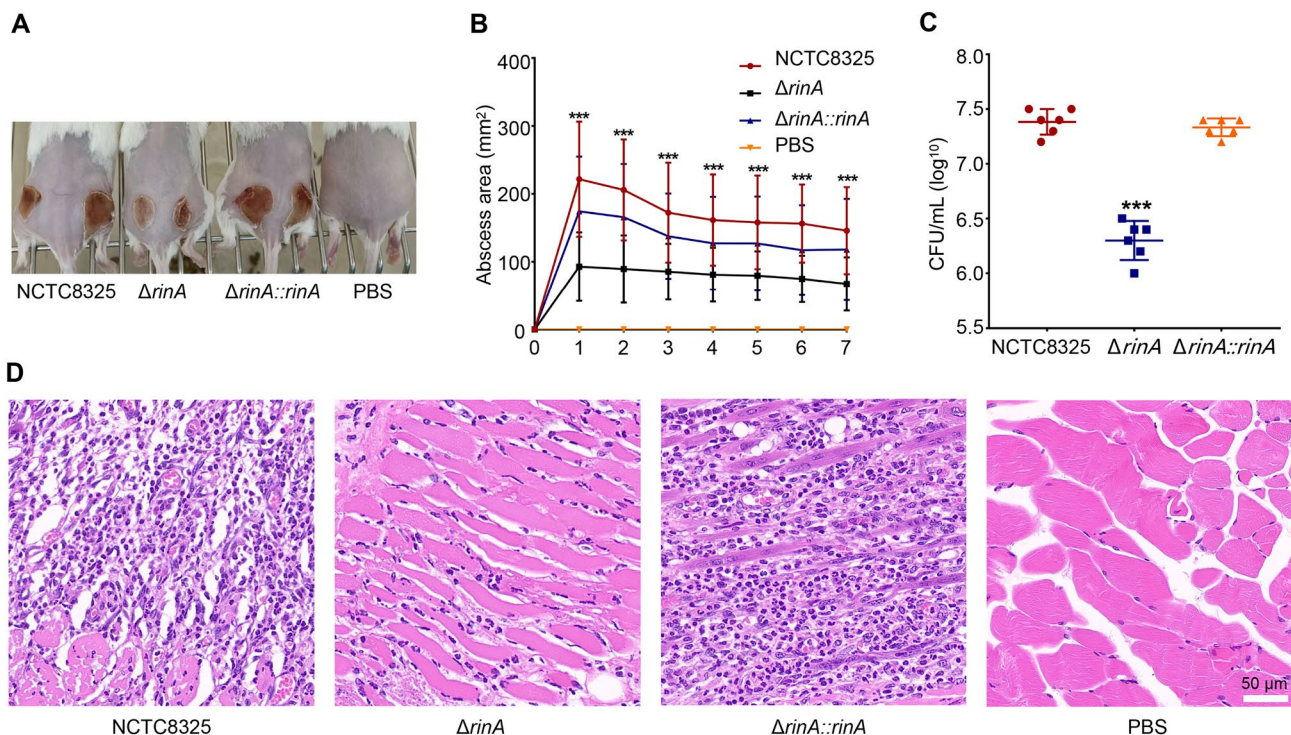 A
NCTC8325
ΔrinA
ΔrinA::rinA
PBS
B
Abscess area (mm²)
400
300
200
100
0
0 1 2 3 4 5 6 7
*** *** *** *** *** *** ***
NCTC8325
ΔrinA
ΔrinA::rinA
PBS
C
CFU/mL (log¹⁰)
8.0
7.5
7.0
6.5
6.0
5.5
***
NCTC8325
ΔrinA
ΔrinA::rinA
D
50 μm
NCTC8325
ΔrinA
ΔrinA::rinA
PBS